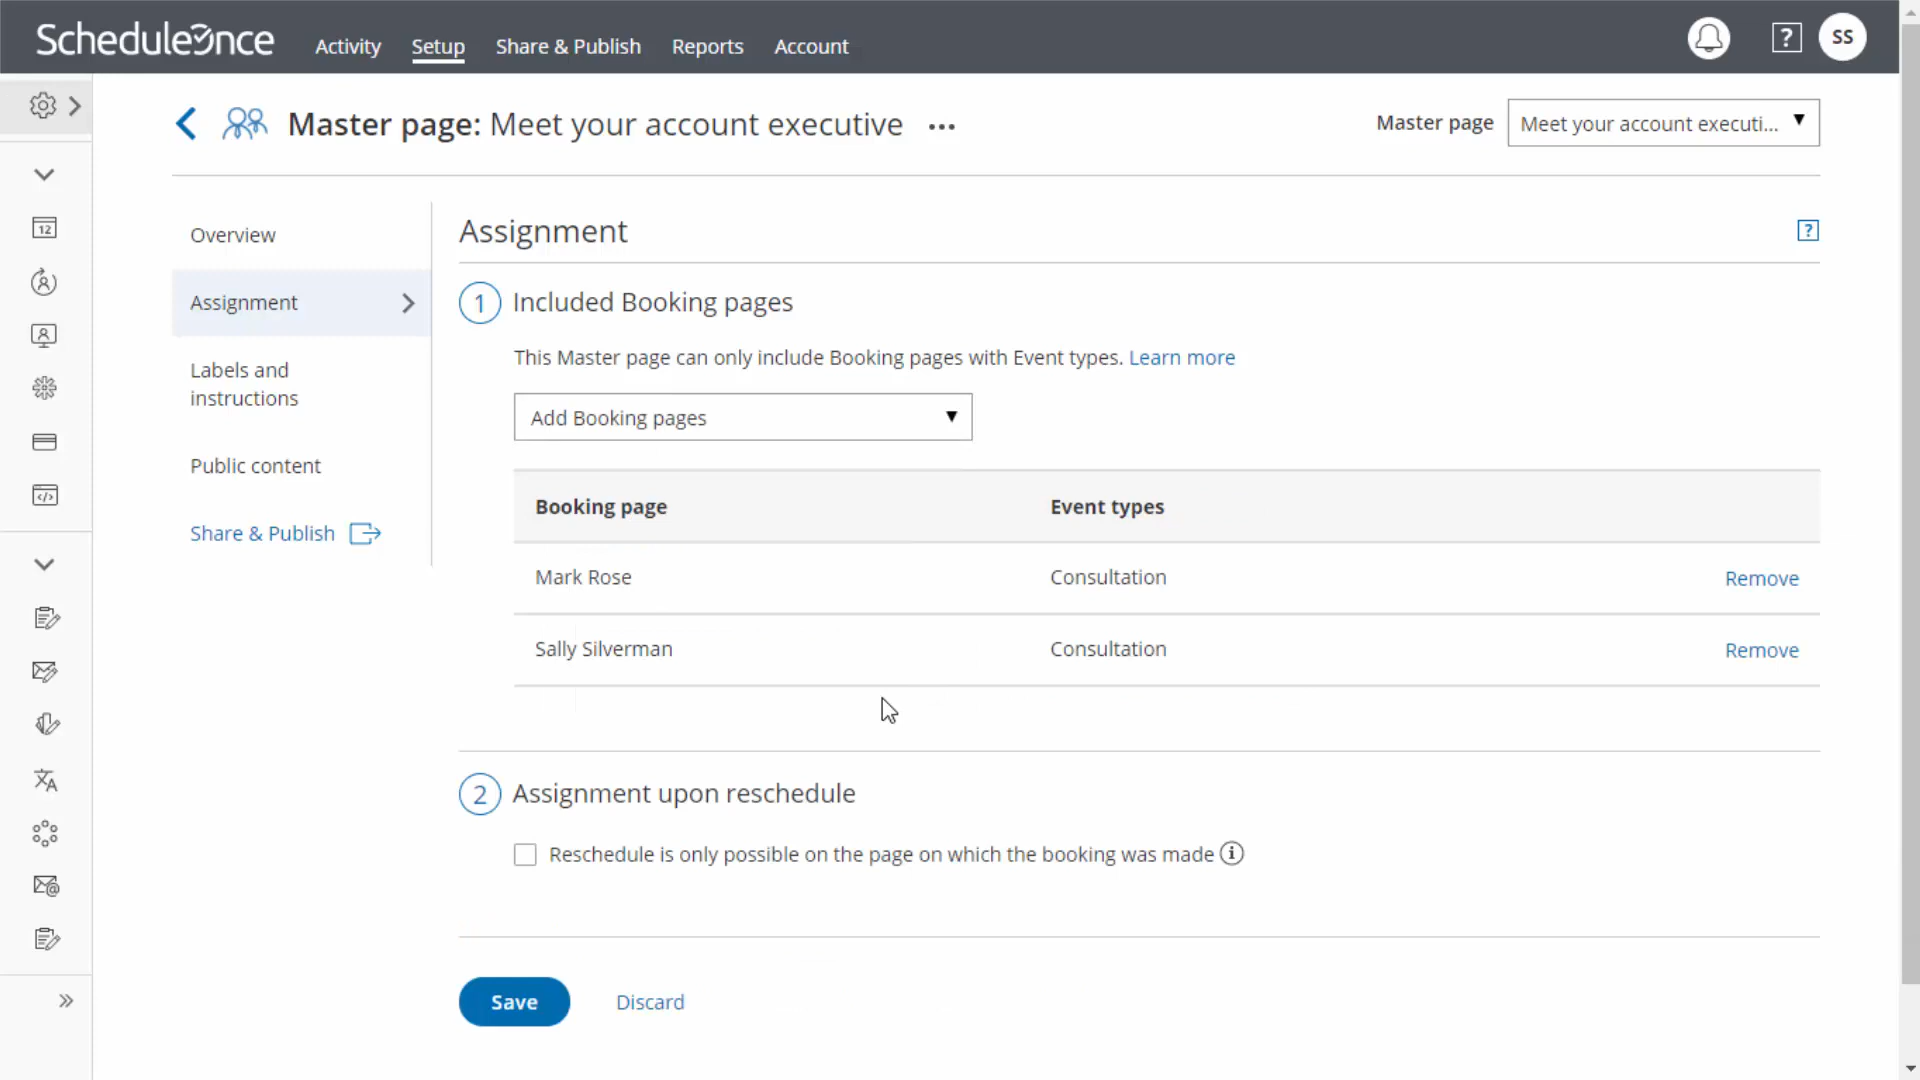 ScheduleOnce
Activity
Setup
Share & Publish
Reports
Account
?
SS
Master page: Meet your account executive
...
Master page
Meet your account executi...
12
Overview
Assignment
Labels and
instructions
Public content
Share & Publish
Assignment
?
1 Included Booking pages
This Master page can only include Booking pages with Event types. Learn more
Add Booking pages
Booking page
Event types
Mark Rose
Consultation
Remove
Sally Silverman
Consultation
Remove
2 Assignment upon reschedule
Reschedule is only possible on the page on which the booking was made
Save
Discard